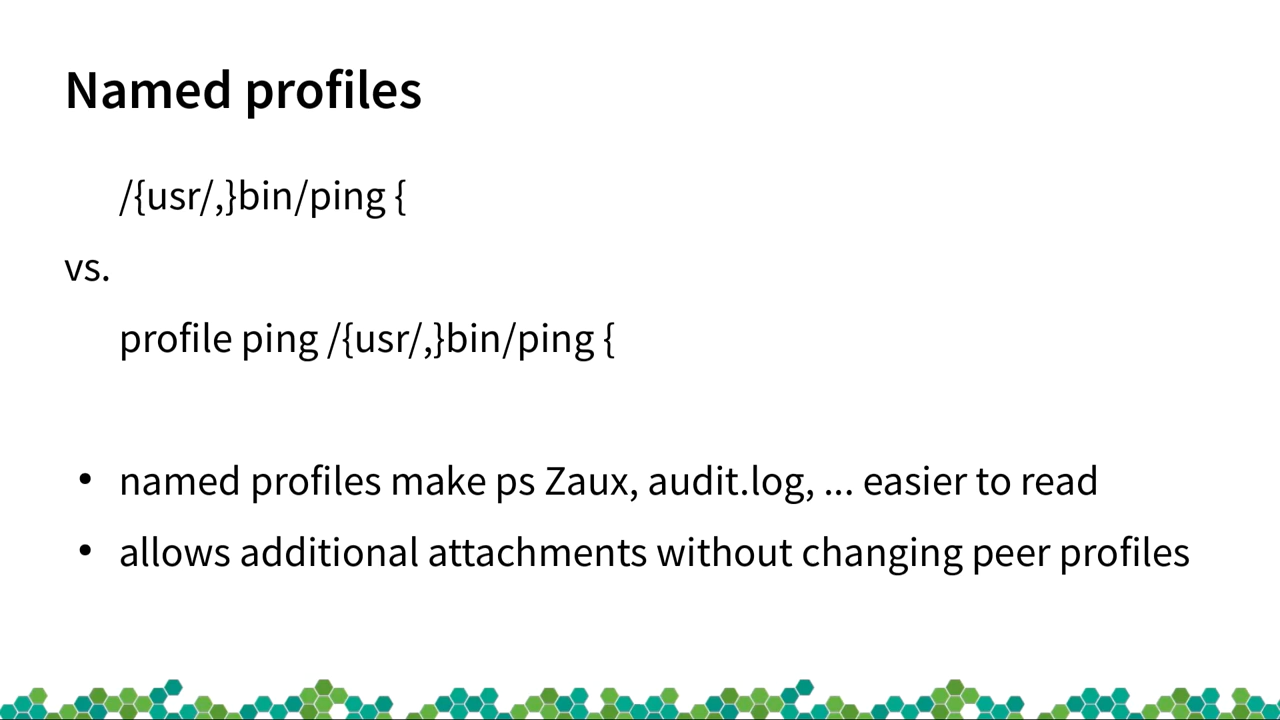 Named profiles
/{usr/,}bin/ping {
vs.
profile ping /{usr/,}bin/ping {
• named profiles make ps Zaux, audit.log, ... easier to read
• allows additional attachments without changing peer profiles